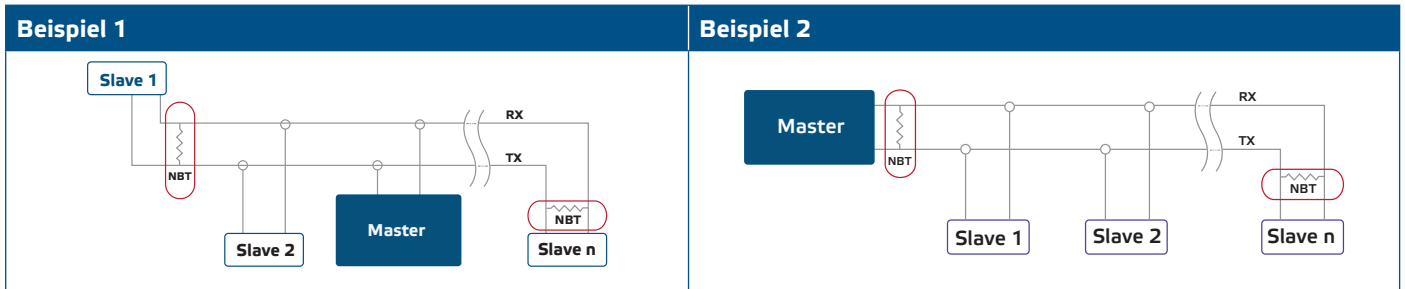 Beispiel 1
Slave 1
RX
TX
NBT
NBT
Master
Slave 2
Slave n
Beispiel 2
RX
Master
TX
NBT
NBT
Slave 1
Slave 2
Slave n